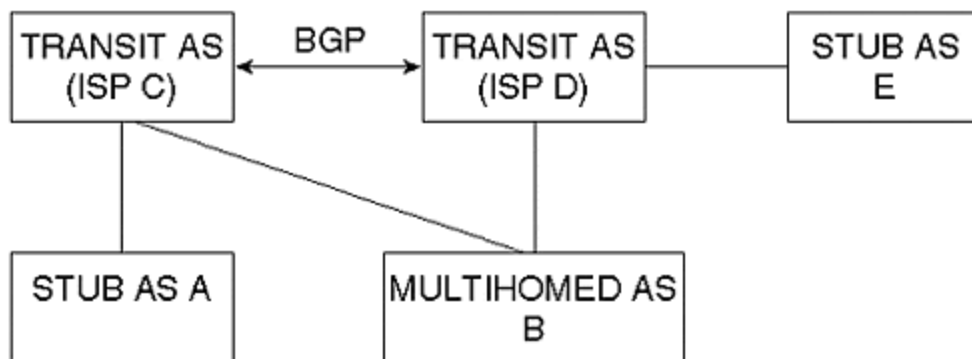 TRANSIT AS
(ISP C)
BGP
TRANSIT AS
(ISP D)
STUB AS
E
STUB AS A
MULTIHOMED AS
B